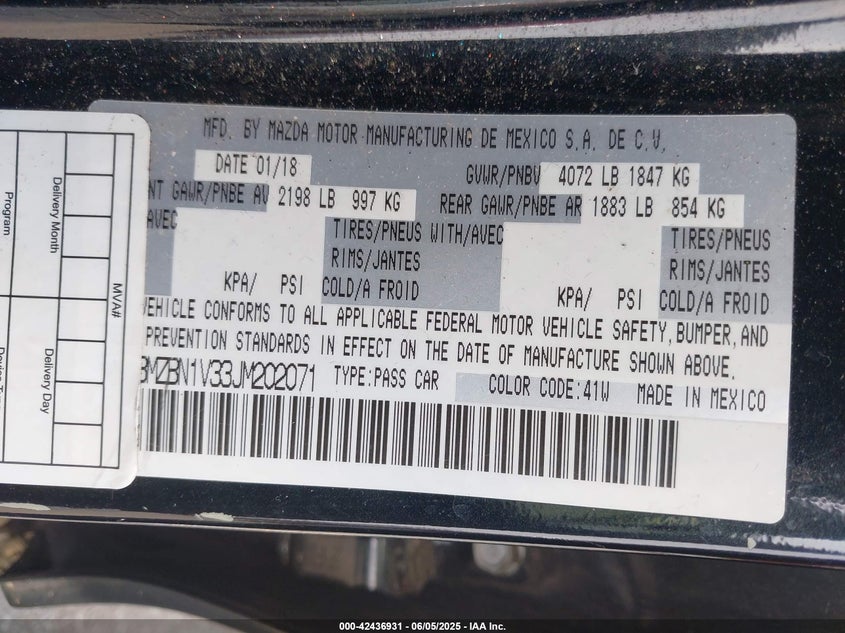 MFD. BY MAZDA MOTOR MANUFACTURING DE MEXICO S.A. DE C.V.
DATE 01/18
GVWR/PNBV 4072 LB 1847 KG
NT GAWR/PNBE AV 2198 LB 997 KG
REAR GAWR/PNBE AR 1883 LB 854 KG
AVEC
TIRES/PNEUS WITH/AVEC
TIRES/PNEUS
RIMS/JANTES
RIMS/JANTES
KPA/ PSI COLD/A FROID
KPA/ PSI COLD/A FROID
VEHICLE CONFORMS TO ALL APPLICABLE FEDERAL MOTOR VEHICLE SAFETY, BUMPER, AND
PREVENTION STANDARDS IN EFFECT ON THE DATE OF MANUFACTURE SHOWN ABOVE.
3MZBN1V33JM202071 TYPE:PASS CAR COLOR CODE:41W MADE IN MEXICO
Program
Delivery Month
MVA#
Delivery Day
000-42436931 - 06/05/2025 - IAA Inc.